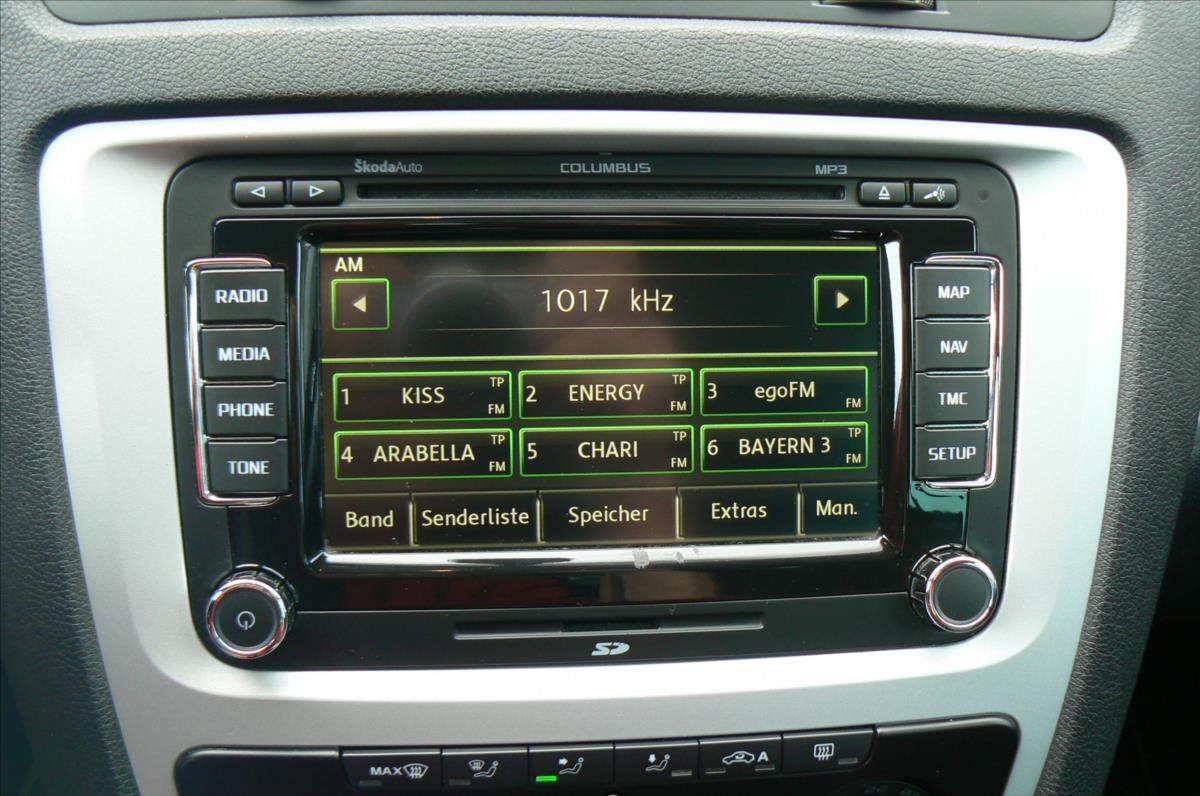 ŠkodaAuto COLUMBUS MP3
AM
1017 kHz
RADIO
MEDIA
PHONE
TONE
MAP
NAV
TMC
SETUP
1 KISS TP FM
2 ENERGY TP FM
3 egoFM FM
4 ARABELLA TP FM
5 CHARI TP FM
6 BAYERN 3 TP FM
Band Senderliste Speicher Extras Man.
SD
MAX A